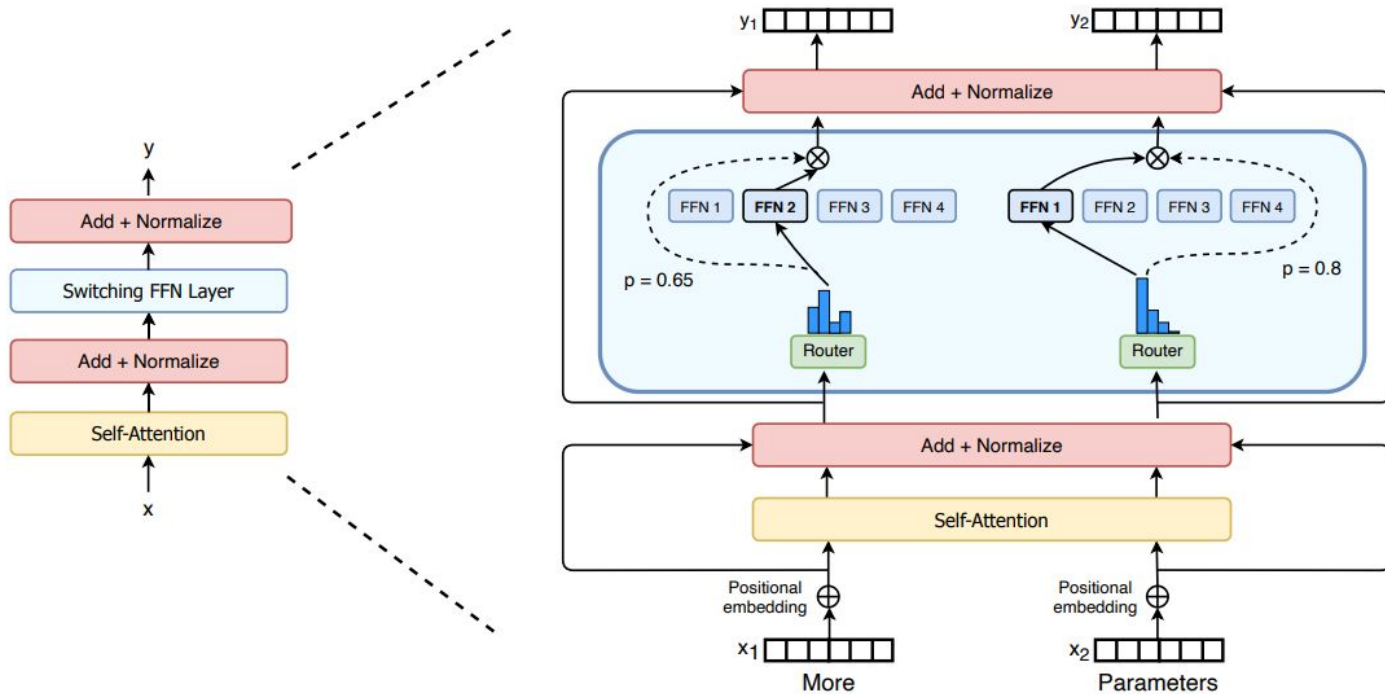 y
Add + Normalize
Switching FFN Layer
Add + Normalize
Self-Attention
x
y1 y2
Add + Normalize
FFN 1 FFN 2 FFN 3 FFN 4 FFN 1 FFN 2 FFN 3 FFN 4
p = 0.65 p = 0.8
Router Router
Add + Normalize
Self-Attention
Positional
embedding
Positional
embedding
x1 x2
More Parameters